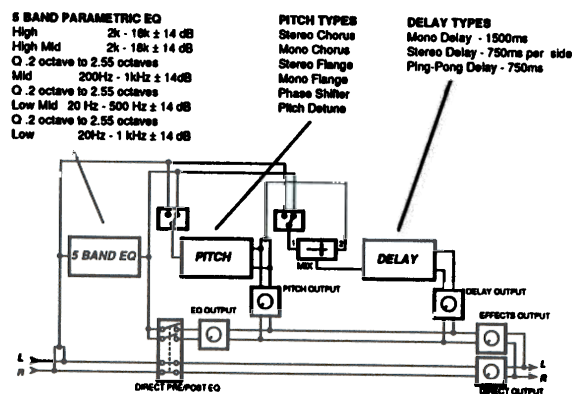 5 BAND PARAMETRIC EQ
High 2k - 18k ± 14 dB
High Mid 2k - 18k ± 14 dB
Q .2 octave to 2.55 octaves
Mid 200Hz - 1kHz ± 14dB
Q .2 octave to 2.55 octaves
Low Mid 20 Hz - 500 Hz ± 14 dB
Q .2 octave to 2.55 octaves
Low 20Hz - 1 kHz ± 14 dB
PITCH TYPES
Stereo Chorus
Mono Chorus
Stereo Flange
Mono Flange
Phase Shifter
Pitch Detune
DELAY TYPES
Mono Delay - 1500ms
Stereo Delay - 750ms per side
Ping-Pong Delay - 750ms
5 BAND EQ
PITCH
1
2
MIX
DELAY
PITCH OUTPUT
DELAY OUTPUT
EQ OUTPUT
EFFECTS OUTPUT
L
R
L
R
DIRECT PRE/POST EQ
DIRECT OUTPUT